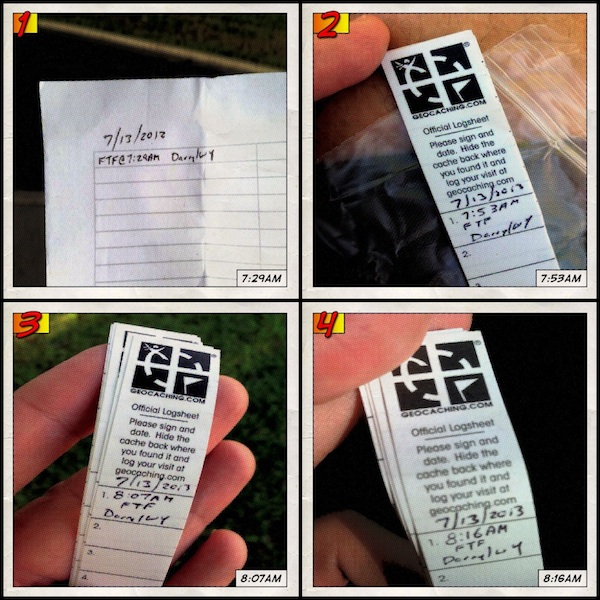 1
7/13/2013
FTF@7:29AM DarrylWY
7:29AM
2
GEOCACHING.COM
Official Logsheet
Please sign and
date. Hide the
cache back where
you found it and
log your visit at
geocaching.com
7/13/2013
1. 7:53AM
FTF
DarrylWY
2.
7:53AM
3
GEOCACHING.COM
Official Logsheet
Please sign and
date. Hide the
cache back where
you found it and
log your visit at
geocaching.com
7/13/2013
1. 8:07AM
FTF
DarrylWY
2.
3.
4.
8:07AM
4
GEOCACHING.COM
Official Logsheet
Please sign and
date. Hide the
cache back where
you found it and
log your visit at
geocaching.com
7/13/2013
1. 8:16AM
FTF
DarrylWY
2.
8:16AM